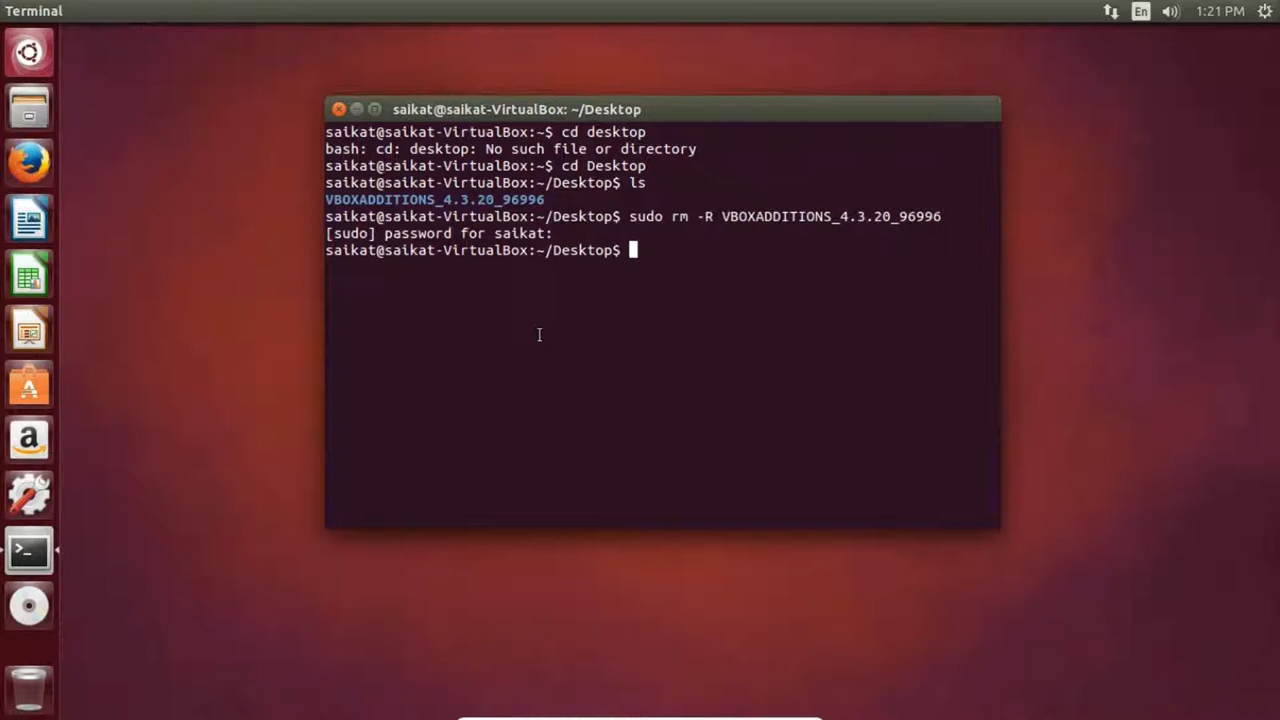 Terminal
En
1:21 PM
saikat@saikat-VirtualBox: ~/Desktop
saikat@saikat-VirtualBox:~$ cd desktop
bash: cd: desktop: No such file or directory
saikat@saikat-VirtualBox:~$ cd Desktop
saikat@saikat-VirtualBox:~/Desktop$ ls
VBOXADDITIONS_4.3.20_96996
saikat@saikat-VirtualBox:~/Desktop$ sudo rm -R VBOXADDITIONS_4.3.20_96996
[sudo] password for saikat:
saikat@saikat-VirtualBox:~/Desktop$
>_
a